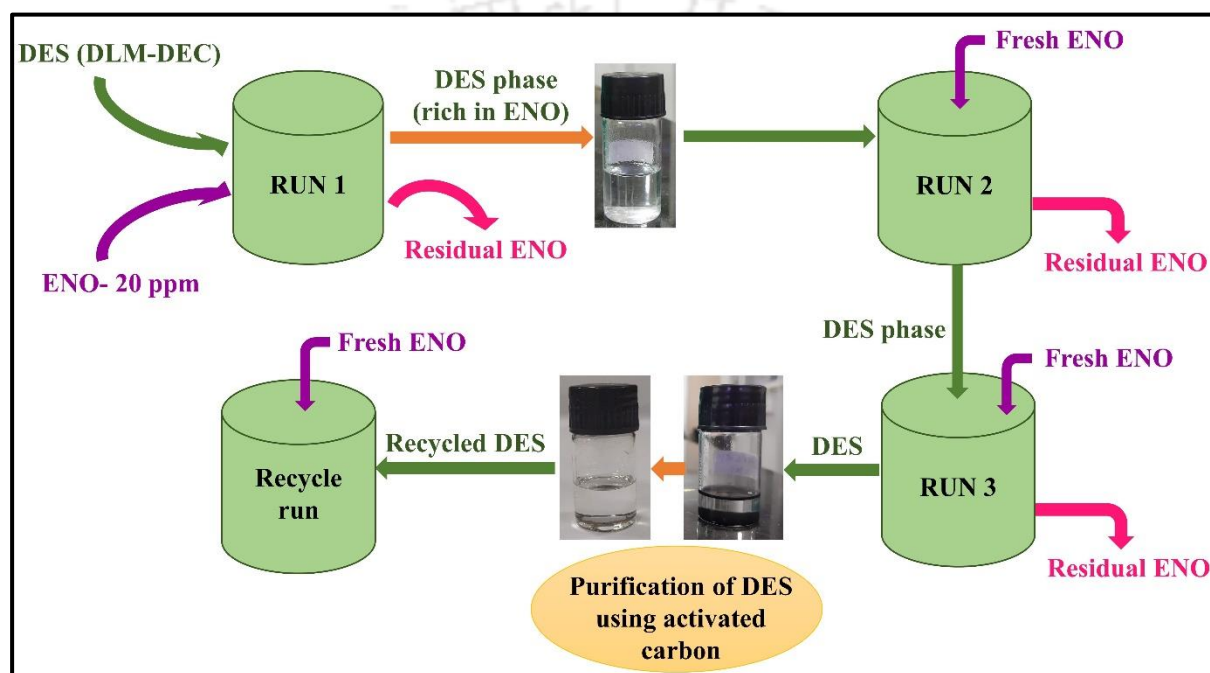 DES (DLM-DEC)
ENO- 20 ppm
RUN 1
DES phase
(rich in ENO)
Residual ENO
Fresh ENO
RUN 2
Residual ENO
DES phase
Fresh ENO
RUN 3
Residual ENO
DES
Purification of DES
using activated
carbon
Recycled DES
Fresh ENO
Recycle
run